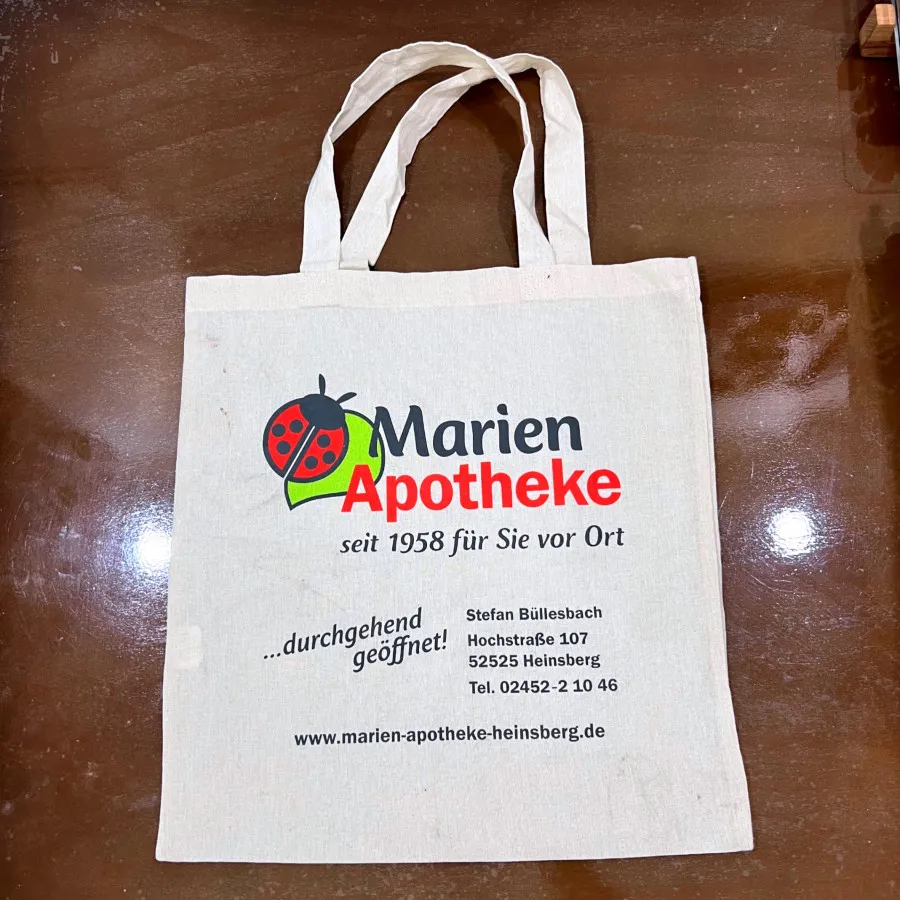 Marien
Apotheke
seit 1958 für Sie vor Ort
...durchgehend
geöffnet!
Stefan Büllesbach
Hochstraße 107
52525 Heinsberg
Tel. 02452-2 10 46
www.marien-apotheke-heinsberg.de